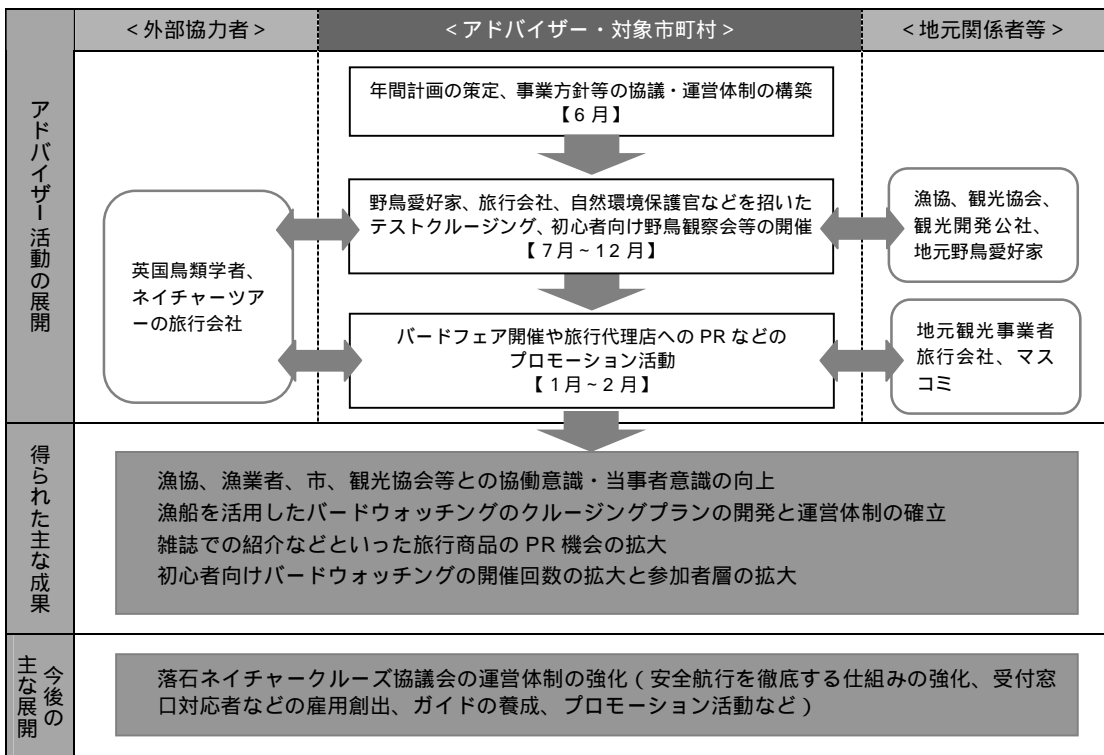 ＜外部協力者＞
＜アドバイザー・対象市町村＞
＜地元関係者等＞
アドバイザー活動の展開
年間計画の策定、事業方針等の協議・運営体制の構築
【６月】
野鳥愛好家、旅行会社、自然環境保護官などを招いた
テストクルージング、初心者向け野鳥観察会等の開催
【７月～１２月】
バードフェア開催や旅行代理店への PR などの
プロモーション活動
【１月～２月】
英国鳥類学者、
ネイチャーツア
ーの旅行会社
漁協、観光協会、
観光開発公社、
地元野鳥愛好家
地元観光事業者
旅行会社、マス
コミ
得られた主な成果
漁協、漁業者、市、観光協会等との協働意識・当事者意識の向上
漁船を活用したバードウォッチングのクルージングプランの開発と運営体制の確立
雑誌での紹介などといった旅行商品の PR 機会の拡大
初心者向けバードウォッチングの開催回数の拡大と参加者層の拡大
今後の
主な展開
落石ネイチャークルーズ協議会の運営体制の強化（安全航行を徹底する仕組みの強化、受付窓
口対応者などの雇用創出、ガイドの養成、プロモーション活動など）